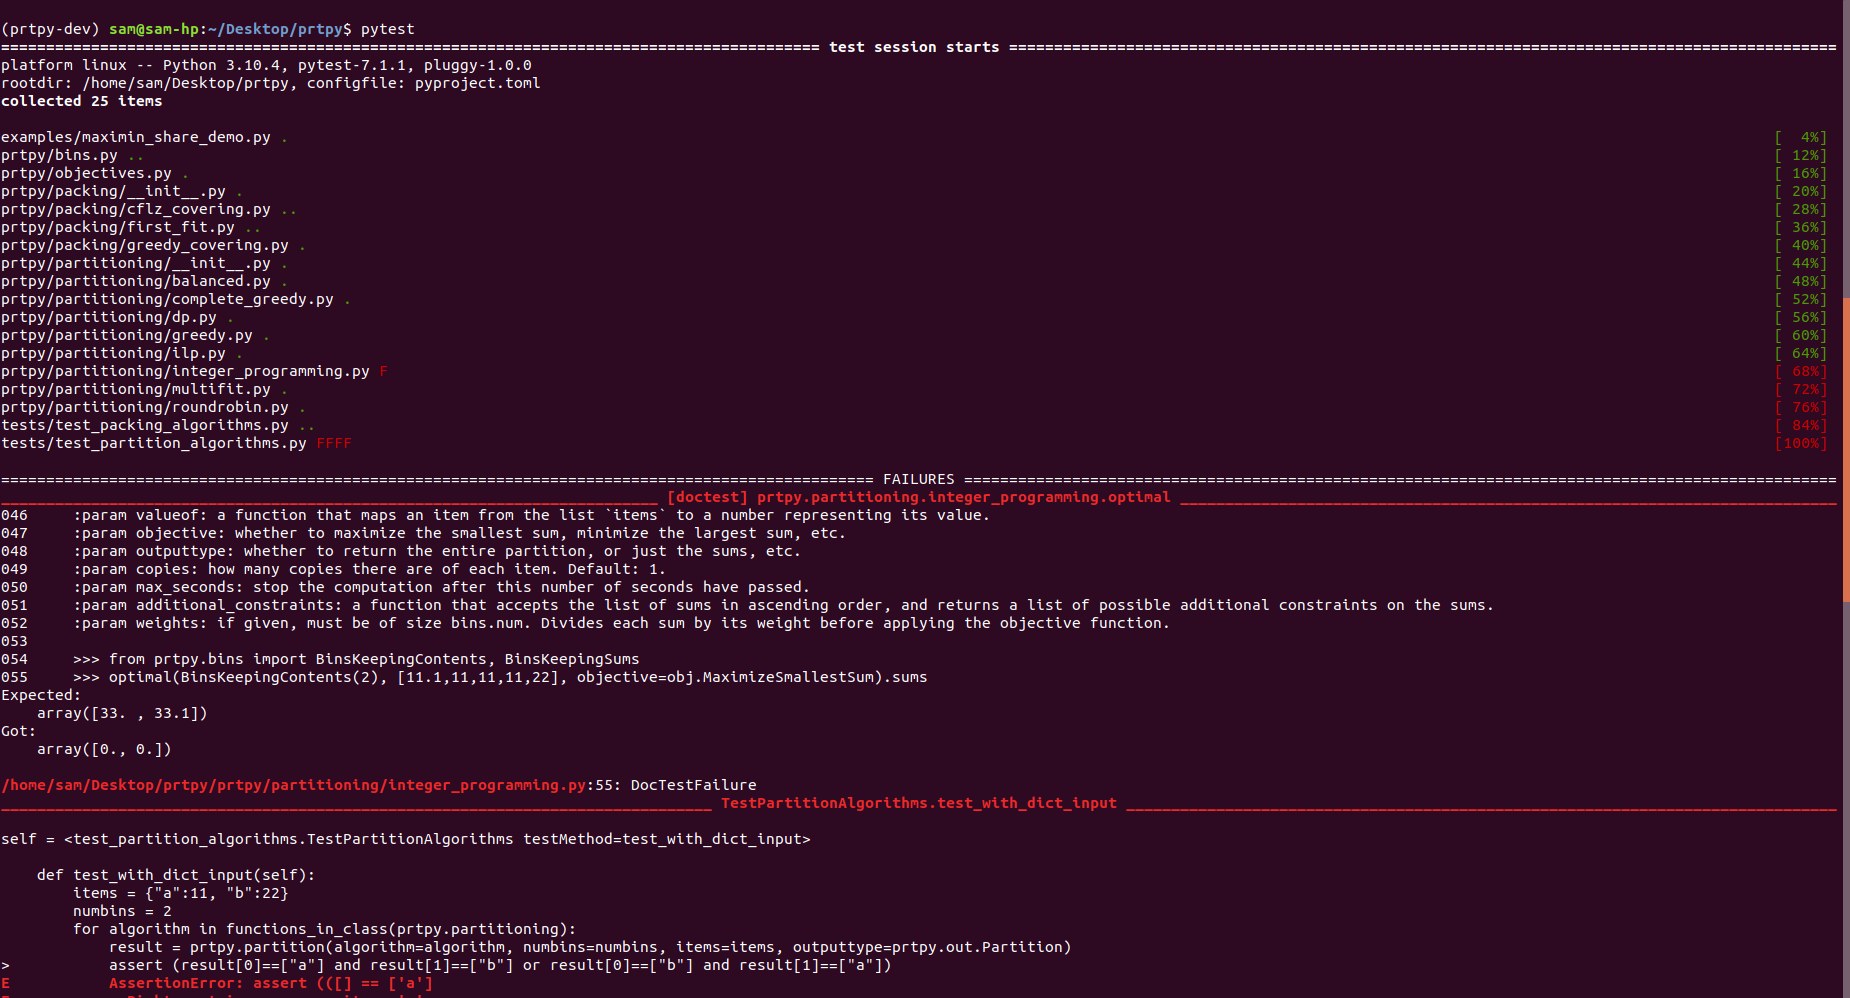 (prtpy-dev) sam@sam-hp:~/Desktop/prtpy$ pytest
=========================================================================================== test session starts ============================================================================================
platform linux -- Python 3.10.4, pytest-7.1.1, pluggy-1.0.0
rootdir: /home/sam/Desktop/prtpy, configfile: pyproject.toml
collected 25 items
examples/maximin_share_demo.py . [  4%]
prtpy/bins.py .. [ 12%]
prtpy/objectives.py . [ 16%]
prtpy/packing/__init__.py . [ 20%]
prtpy/packing/cflz_covering.py .. [ 28%]
prtpy/packing/first_fit.py .. [ 36%]
prtpy/packing/greedy_covering.py . [ 40%]
prtpy/partitioning/__init__.py . [ 44%]
prtpy/partitioning/balanced.py . [ 48%]
prtpy/partitioning/complete_greedy.py . [ 52%]
prtpy/partitioning/dp.py . [ 56%]
prtpy/partitioning/greedy.py . [ 60%]
prtpy/partitioning/ilp.py . [ 64%]
prtpy/partitioning/integer_programming.py F [ 68%]
prtpy/partitioning/multifit.py . [ 72%]
prtpy/partitioning/roundrobin.py . [ 76%]
tests/test_packing_algorithms.py .. [ 84%]
tests/test_partition_algorithms.py FFFF [100%]
================================================================================================= FAILURES =================================================================================================
_________________________________________________________________________ [doctest] prtpy.partitioning.integer_programming.optimal _________________________________________________________________________
046     :param valueof: a function that maps an item from the list `items` to a number representing its value.
047     :param objective: whether to maximize the smallest sum, minimize the largest sum, etc.
048     :param outputtype: whether to return the entire partition, or just the sums, etc.
049     :param copies: how many copies there are of each item. Default: 1.
050     :param max_seconds: stop the computation after this number of seconds have passed.
051     :param additional_constraints: a function that accepts the list of sums in ascending order, and returns a list of possible additional constraints on the sums.
052     :param weights: if given, must be of size bins.num. Divides each sum by its weight before applying the objective function.
053
054     >>> from prtpy.bins import BinsKeepingContents, BinsKeepingSums
055     >>> optimal(BinsKeepingContents(2), [11.1,11,11,11,22], objective=obj.MaximizeSmallestSum).sums
Expected:
    array([33. , 33.1])
Got:
    array([0., 0.])
/home/sam/Desktop/prtpy/prtpy/partitioning/integer_programming.py:55: DocTestFailure
_______________________________________________________________________________ TestPartitionAlgorithms.test_with_dict_input _______________________________________________________________________________
self = <test_partition_algorithms.TestPartitionAlgorithms testMethod=test_with_dict_input>
    def test_with_dict_input(self):
        items = {"a":11, "b":22}
        numbins = 2
        for algorithm in functions_in_class(prtpy.partitioning):
            result = prtpy.partition(algorithm=algorithm, numbins=numbins, items=items, outputtype=prtpy.out.Partition)
>           assert (result[0]==["a"] and result[1]==["b"] or result[0]==["b"] and result[1]==["a"])
E           AssertionError: assert (([] == ['a']